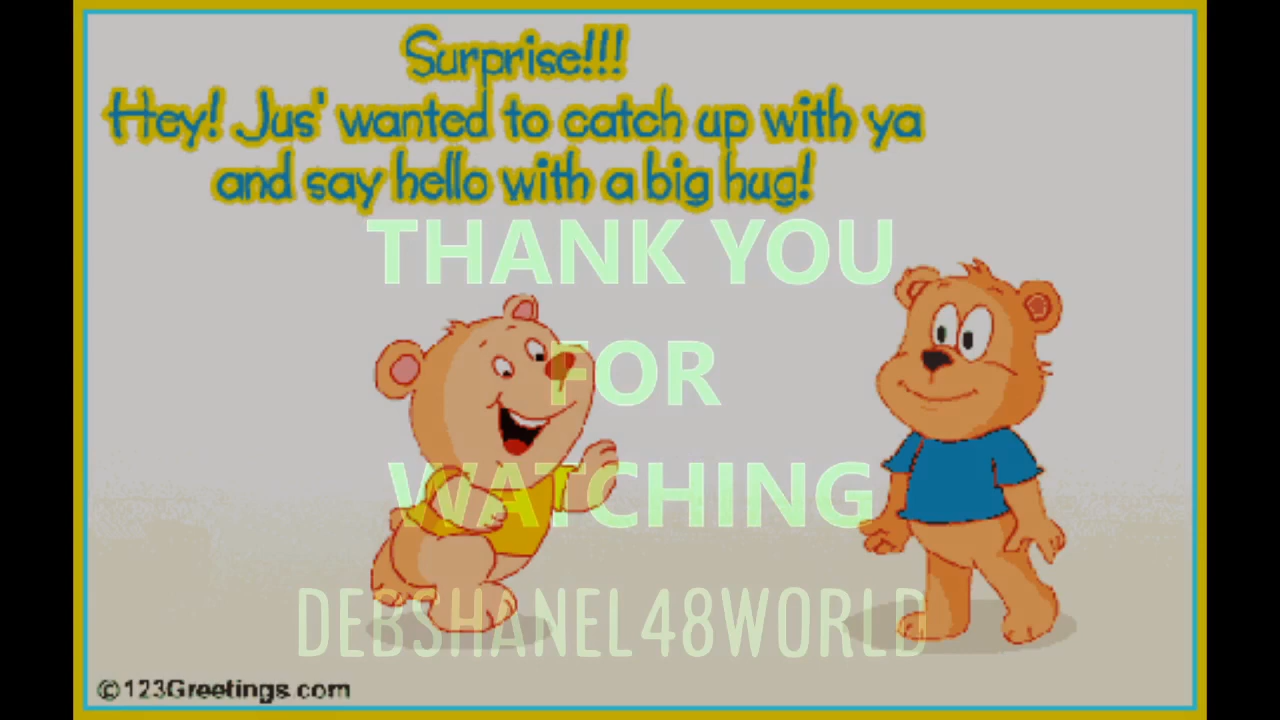 Surprise!!!
Hey! Jus' wanted to catch up with ya
and say hello with a big hug!
THANK YOU
FOR
WATCHING
DEBSHANEL48WORLD
©123Greetings.com